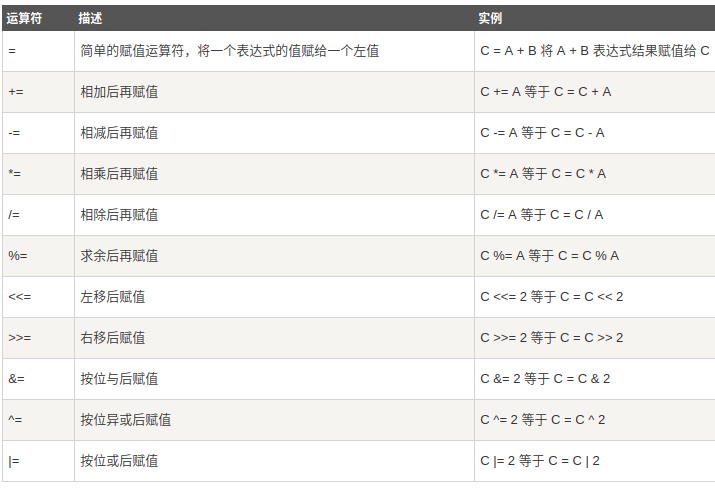 运算符 描述 实例
= 简单的赋值运算符，将一个表达式的值赋给一个左值 C = A + B 将 A + B 表达式结果赋值给 C
+= 相加后再赋值 C += A 等于 C = C + A
-= 相减后再赋值 C -= A 等于 C = C - A
*= 相乘后再赋值 C *= A 等于 C = C * A
/= 相除后再赋值 C /= A 等于 C = C / A
%= 求余后再赋值 C %= A 等于 C = C % A
<<= 左移后赋值 C <<= 2 等于 C = C << 2
>>= 右移后赋值 C >>= 2 等于 C = C >> 2
&= 按位与后赋值 C &= 2 等于 C = C & 2
^= 按位异或后赋值 C ^= 2 等于 C = C ^ 2
|= 按位或后赋值 C |= 2 等于 C = C | 2